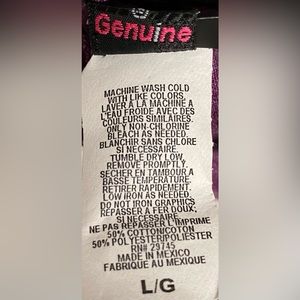 Genuine
MACHINE WASH COLD
WITH LIKE COLORS.
LAVER A LA MACHINE A
L'EAU FROIDE AVEC DES
COULEURS SIMILAIRES.
ONLY NON-CHLORINE
BLEACH AS NEEDED.
BLANCHIR SANS CHLORE
SI NECESSAIRE.
TUMBLE DRY LOW
REMOVE PROMPTLY.
SECHER EN TAMBOUR A
BASSE TEMPERATURE.
RETIRER RAPIDEMENT.
LOW IRON AS NEEDED.
DO NOT IRON GRAPHICS
REPASSER A FER DOUX;
SI NECESSAIRE.
NE PAS REPASSER L'IMPRIME
50% COTTON/COTON
50% POLYESTER/POLIESTER
RN# 29745
MADE IN MEXICO
FABRIQUE AU MEXIQUE
L/G